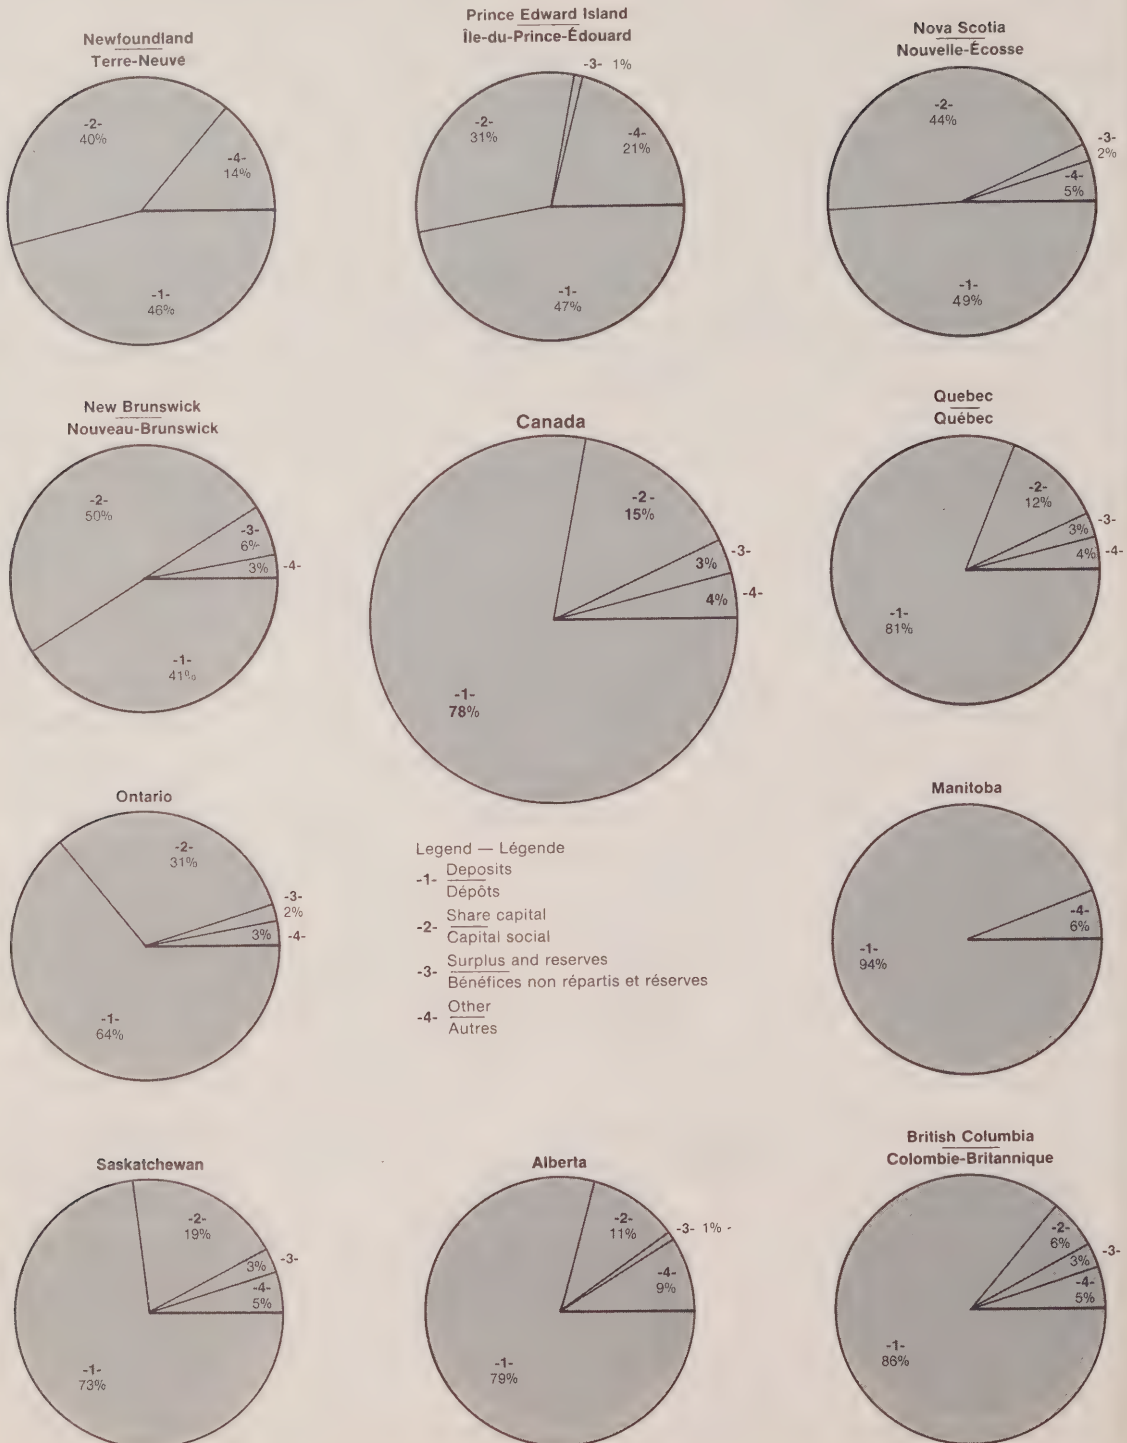 Newfoundland
Terre-Neuve
-2-
40%
-4-
14%
-1-
46%
Prince Edward Island
Île-du-Prince-Édouard
-3- 1%
-2-
31%
-4-
21%
-1-
47%
Nova Scotia
Nouvelle-Écosse
-2-
44%
-3-
2%
-4-
5%
-1-
49%
New Brunswick
Nouveau-Brunswick
-2-
50%
-3-
6%
3% -4-
-1-
41%
Canada
-2-
15%
-3-
3%
4% -4-
-1-
78%
Quebec
Québec
-2-
12%
-3-
3%
4% -4-
-1-
81%
Ontario
-2-
31%
-3-
2%
3% -4-
-1-
64%
Legend — Légende
-1- Deposits
Dépôts
-2- Share capital
Capital social
-3- Surplus and reserves
Bénéfices non répartis et réserves
-4- Other
Autres
Manitoba
-4-
6%
-1-
94%
Saskatchewan
-2-
19%
3% -3-
-4-
5%
-1-
73%
Alberta
-2-
11%
-3- 1%
-4-
9%
-1-
79%
British Columbia
Colombie-Britannique
-2-
6%
3% -3-
-4-
5%
-1-
86%